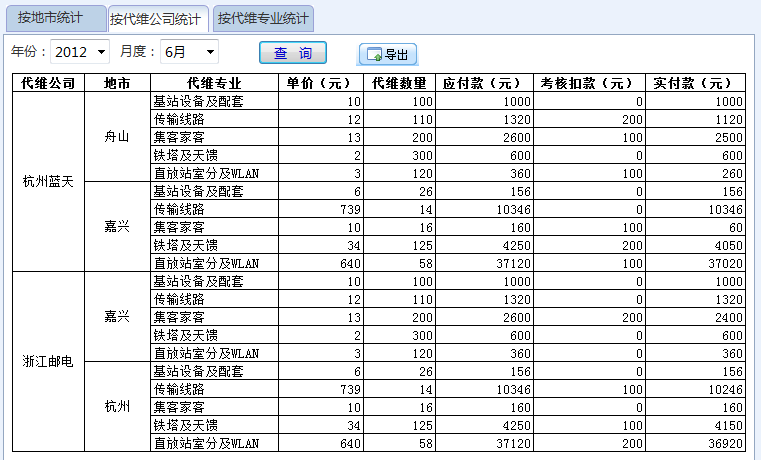 按地市统计 按代维公司统计 按代维专业统计
年份: 2012 月度: 6月 查 询 导出
代维公司 地市 代维专业 单价（元） 代维数量 应付款（元） 考核扣款（元） 实付款（元）
杭州蓝天 舟山 基站设备及配套 10 100 1000 0 1000
传输线路 12 110 1320 200 1120
集客家客 13 200 2600 100 2500
铁塔及天馈 2 300 600 0 600
直放站室分及WLAN 3 120 360 100 260
嘉兴 基站设备及配套 6 26 156 0 156
传输线路 739 14 10346 0 10346
集客家客 10 16 160 100 60
铁塔及天馈 34 125 4250 200 4050
直放站室分及WLAN 640 58 37120 100 37020
浙江邮电 嘉兴 基站设备及配套 10 100 1000 0 1000
传输线路 12 110 1320 0 1320
集客家客 13 200 2600 200 2400
铁塔及天馈 2 300 600 0 600
直放站室分及WLAN 3 120 360 0 360
杭州 基站设备及配套 6 26 156 0 156
传输线路 739 14 10346 100 10246
集客家客 10 16 160 0 160
铁塔及天馈 34 125 4250 100 4150
直放站室分及WLAN 640 58 37120 200 36920